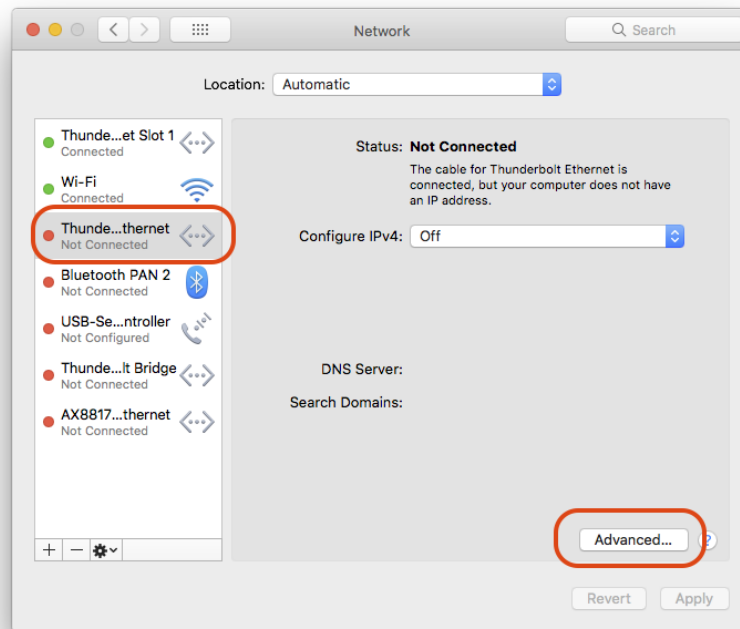 Network
Search
Location: Automatic
Thunde...et Slot 1
Connected
Wi-Fi
Connected
Thunde...thernet
Not Connected
Bluetooth PAN 2
Not Connected
USB-Se...ntroller
Not Configured
Thunde...lt Bridge
Not Connected
AX8817...thernet
Not Connected
Status: Not Connected
The cable for Thunderbolt Ethernet is
connected, but your computer does not have
an IP address.
Configure IPv4: Off
DNS Server:
Search Domains:
Advanced... ?
Revert Apply